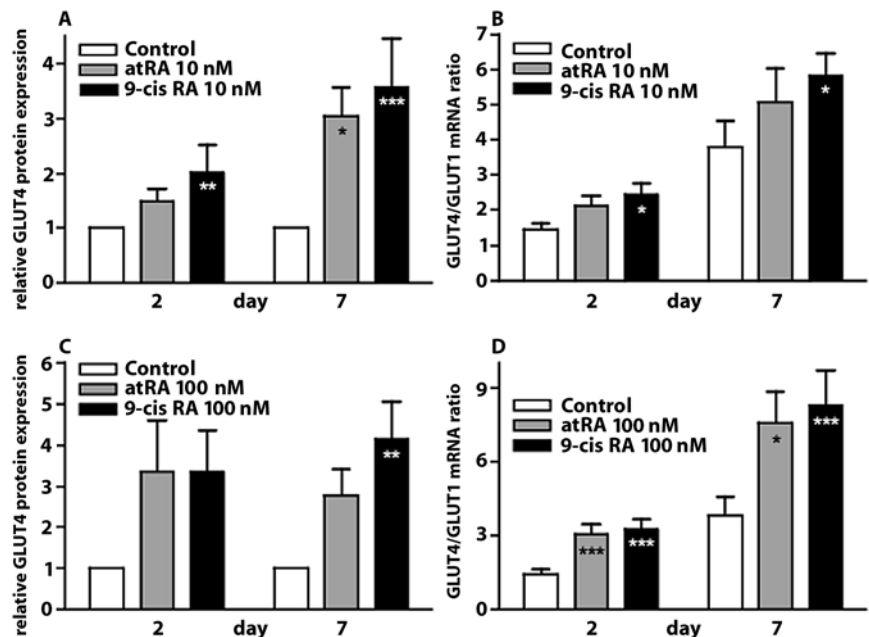 A
relative GLUT4 protein expression
4
3
2
1
0
Control
atRA 10 nM
9-cis RA 10 nM
**
*
***
2 day 7
B
GLUT4/GLUT1 mRNA ratio
7
6
5
4
3
2
1
0
Control
atRA 10 nM
9-cis RA 10 nM
*
*
2 day 7
C
relative GLUT4 protein expression
6
5
4
3
2
1
0
Control
atRA 100 nM
9-cis RA 100 nM
**
2 day 7
D
GLUT4/GLUT1 mRNA ratio
9
6
3
0
Control
atRA 100 nM
9-cis RA 100 nM
***
***
*
***
2 day 7